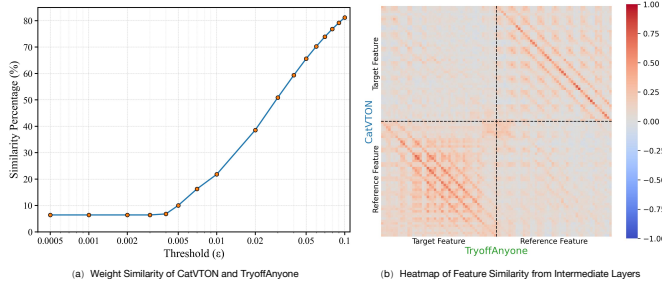 Similarity Percentage (%)
80
70
60
50
40
30
20
10
0
0.0005
0.001
0.002
0.005
0.01
0.02
0.05
0.1
Threshold (ε)
(a) Weight Similarity of CatVTON and TryoffAnyone
CatVTON
Target Feature
Reference Feature
Target Feature
Reference Feature
TryoffAnyone
1.00
0.75
0.50
0.25
0.00
−0.25
−0.50
−0.75
−1.00
(b) Heatmap of Feature Similarity from Intermediate Layers